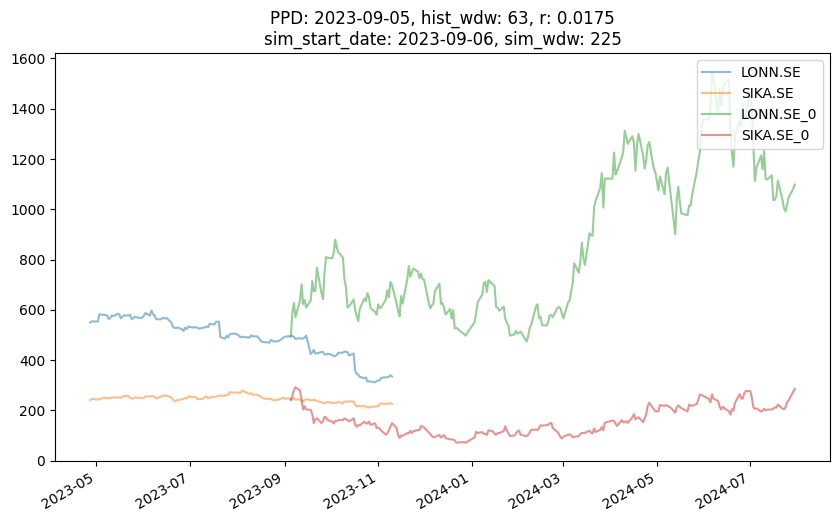 PPD: 2023-09-05, hist_wdw: 63, r: 0.0175
sim_start_date: 2023-09-06, sim_wdw: 225
1600
1400
1200
1000
800
600
400
200
0
LONN.SE
SIKA.SE
LONN.SE_0
SIKA.SE_0
2023-05
2023-07
2023-09
2023-11
2024-01
2024-03
2024-05
2024-07